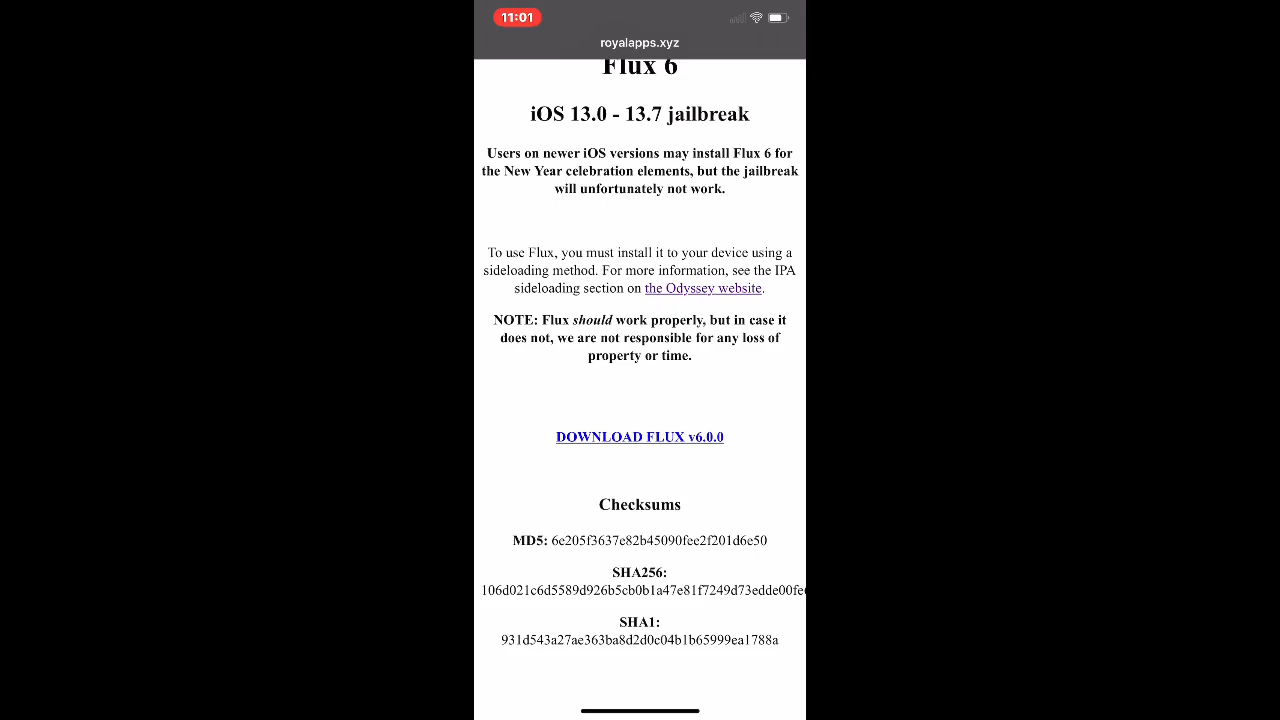 11:01
royalapps.xyz
Flux 6
iOS 13.0 - 13.7 jailbreak
Users on newer iOS versions may install Flux 6 for
the New Year celebration elements, but the jailbreak
will unfortunately not work.
To use Flux, you must install it to your device using a
sideloading method. For more information, see the IPA
sideloading section on the Odyssey website.
NOTE: Flux should work properly, but in case it
does not, we are not responsible for any loss of
property or time.
DOWNLOAD FLUX v6.0.0
Checksums
MD5: 6e205f3637e82b45090fee2f201d6e50
SHA256:
106d021c6d5589d926b5cb0b1a47e81f7249d73edde00fe
SHA1:
931d543a27ae363ba8d2d0c04b1b65999ea1788a